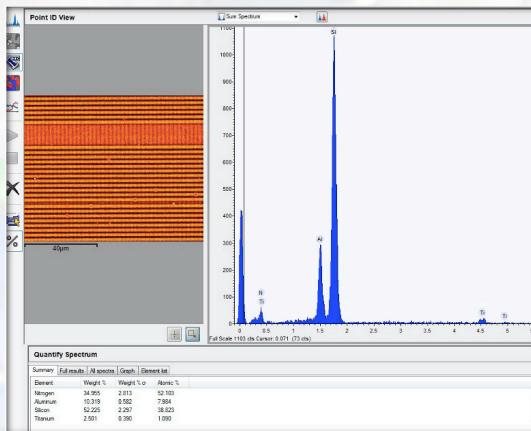 Point ID View
Sum Spectrum
40µm
1100
1000
900
800
700
600
500
400
300
200
100
0
Si
Al
N
Ti
Ti
Ti
0 0.5 1 1.5 2 2.5 3 3.5 4 4.5 5
Full Scale 1103 cts Cursor: 0.071 (73 cts)
Quantify Spectrum
Summary Full results All spectra Graph Element list
Element Weight % Weight % σ Atomic %
Nitrogen 34.955 2.813 52.103
Aluminum 10.319 0.582 7.984
Silicon 52.225 2.297 38.823
Titanium 2.501 0.390 1.090